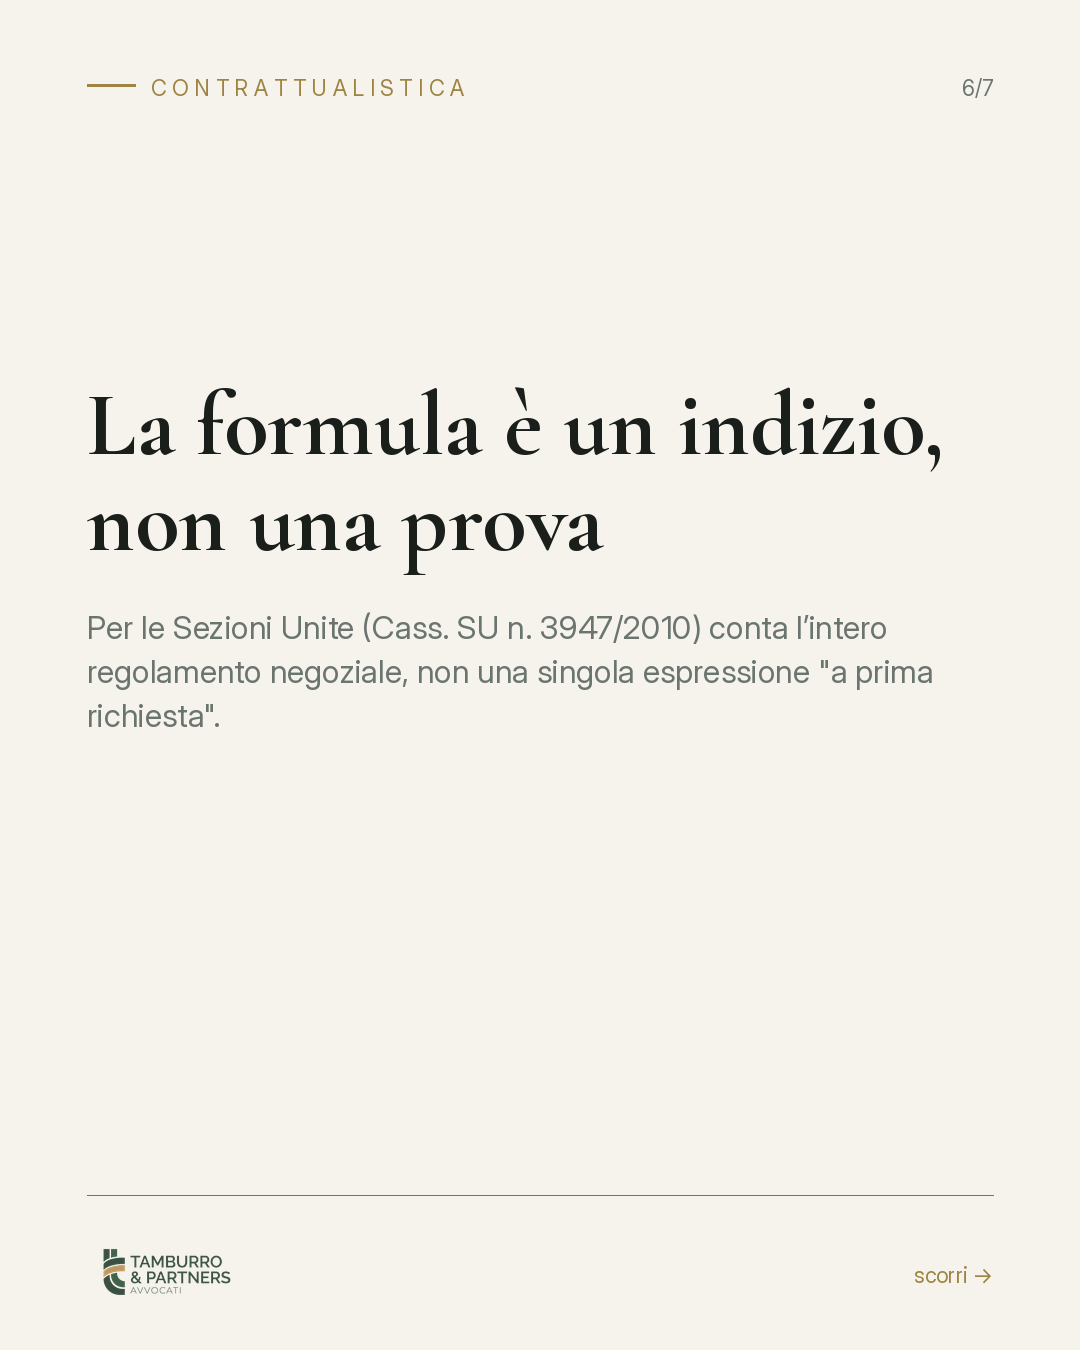 CONTRATTUALISTICA
6/7
La formula è un indizio,
non una prova
Per le Sezioni Unite (Cass. SU n. 3947/2010) conta l’intero
regolamento negoziale, non una singola espressione "a prima
richiesta".
TAMBURRO
& PARTNERS
AVVOCATI
scorri →